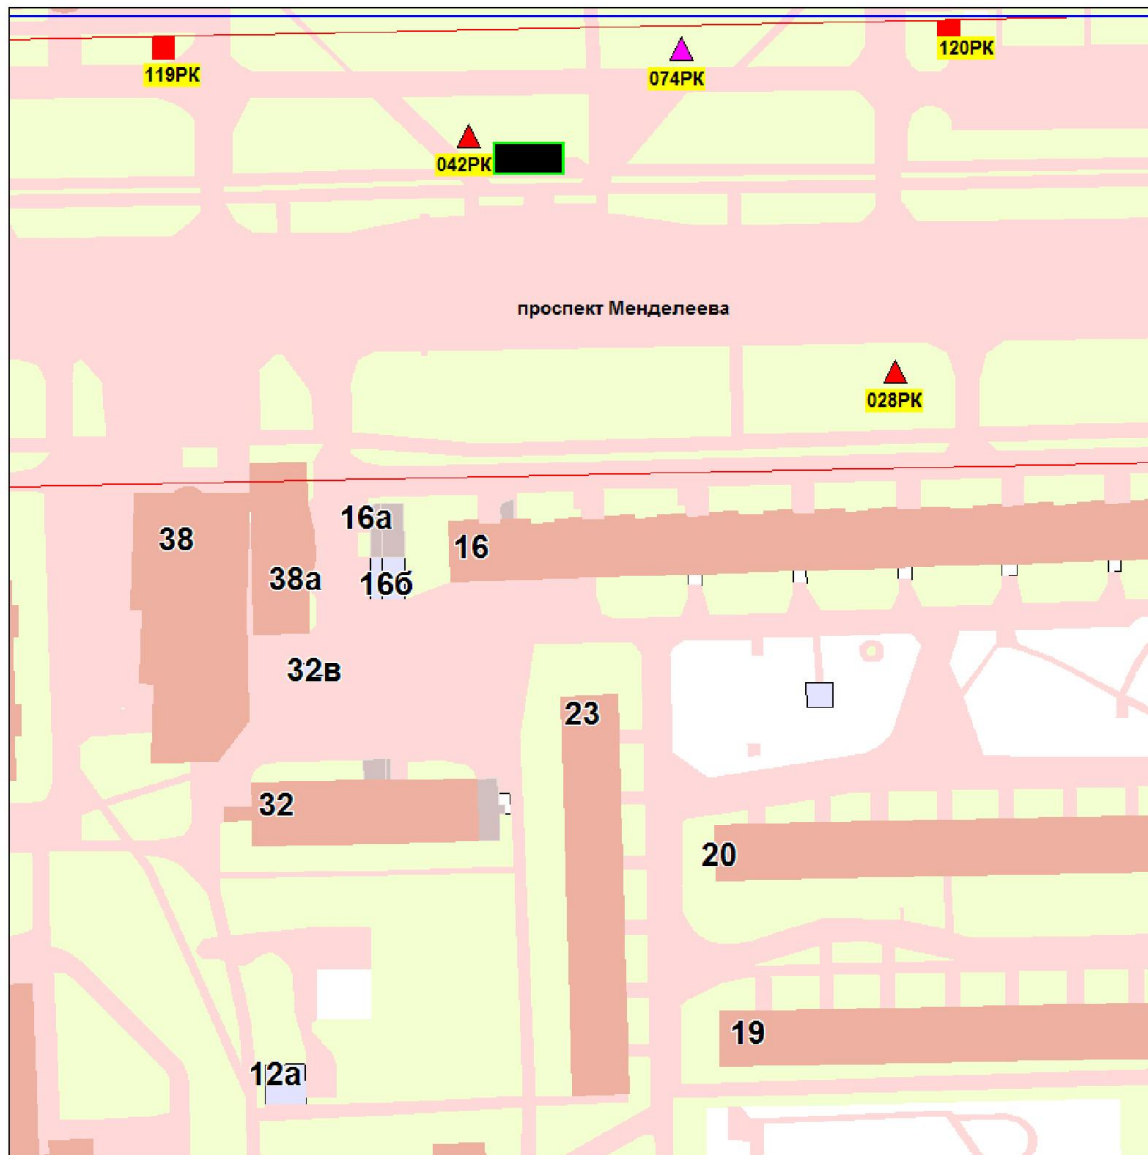 120РК
119РК
074РК
042РК
проспект Менделеева
028РК
16а
38
16
38а
16б
32в
23
32
20
19
12а